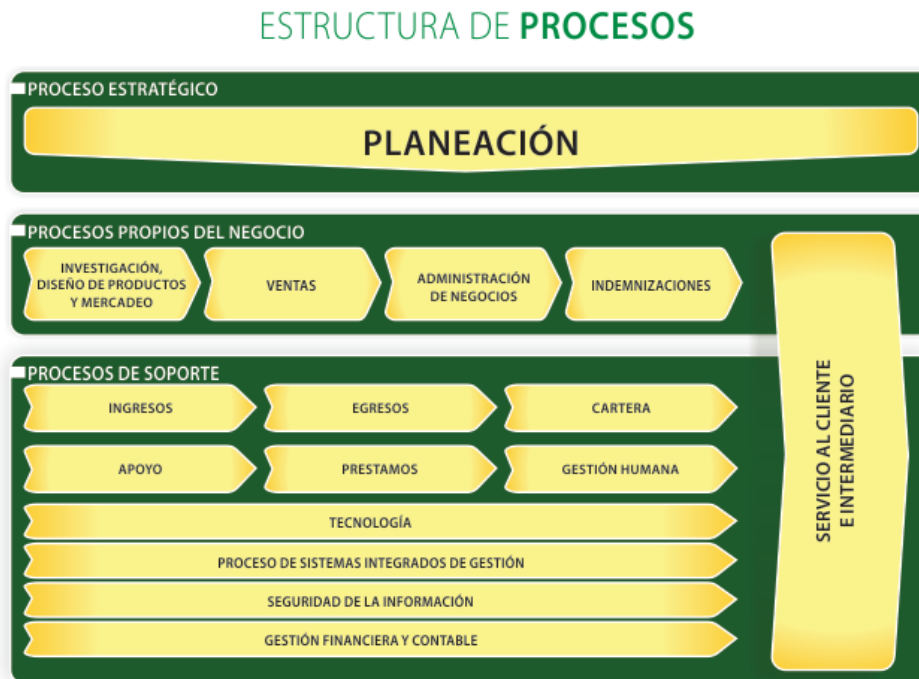 ESTRUCTURA DE PROCESOS
PROCESO ESTRATÉGICO
PLANEACIÓN
PROCESOS PROPIOS DEL NEGOCIO
INVESTIGACIÓN,
DISEÑO DE PRODUCTOS
Y MERCADEO
VENTAS
ADMINISTRACIÓN
DE NEGOCIOS
INDEMNIZACIONES
PROCESOS DE SOPORTE
INGRESOS
EGRESOS
CARTERA
APOYO
PRESTAMOS
GESTIÓN HUMANA
TECNOLOGÍA
PROCESO DE SISTEMAS INTEGRADOS DE GESTIÓN
SEGURIDAD DE LA INFORMACIÓN
GESTIÓN FINANCIERA Y CONTABLE
SERVICIO AL CLIENTE
E INTERMEDIARIO